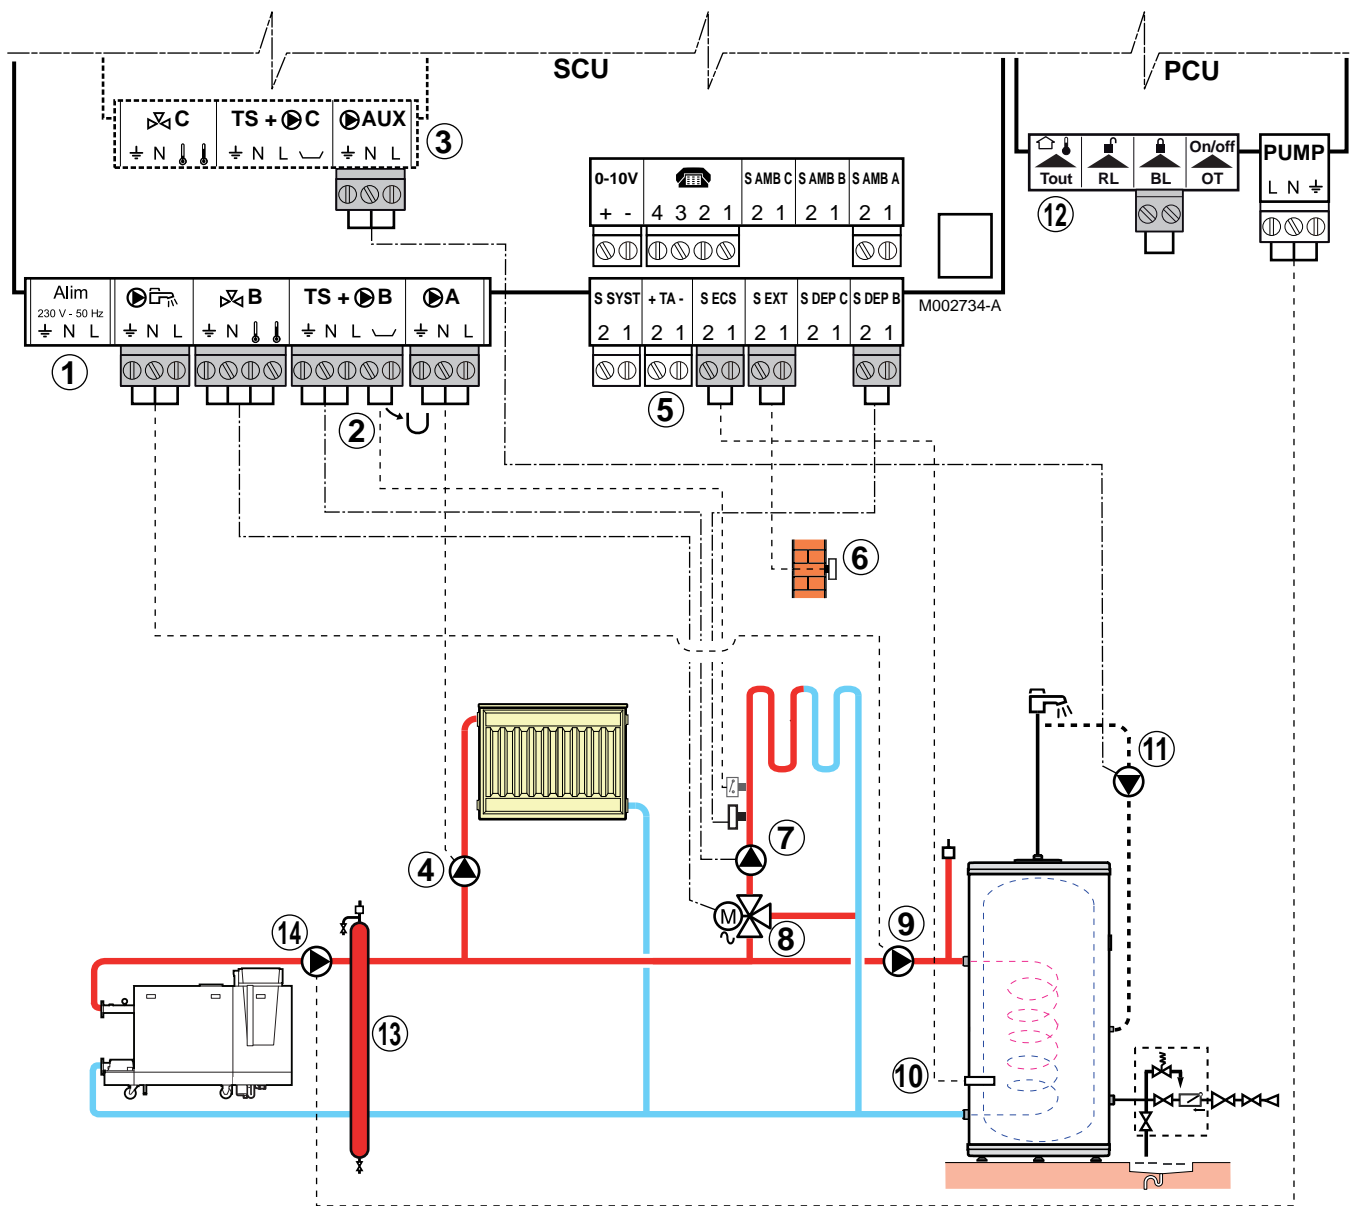 SCU
PCU
C
TS + C
AUX
N
N L
N L
3
0-10V
S AMB C
S AMB B
S AMB A
+ -
4 3 2 1
2 1
2 1
2 1
Tout
RL
BL
On/off
OT
PUMP
L N
12
Alim
230 V - 50 Hz
N L
N L
B
N
TS + B
N L
A
N L
S SYST
+ TA -
S ECS
S EXT
S DEP C
S DEP B
2 1
2 1
2 1
2 1
2 1
2 1
M002734-A
1
2
5
6
11
7
4
M
8
9
14
13
10